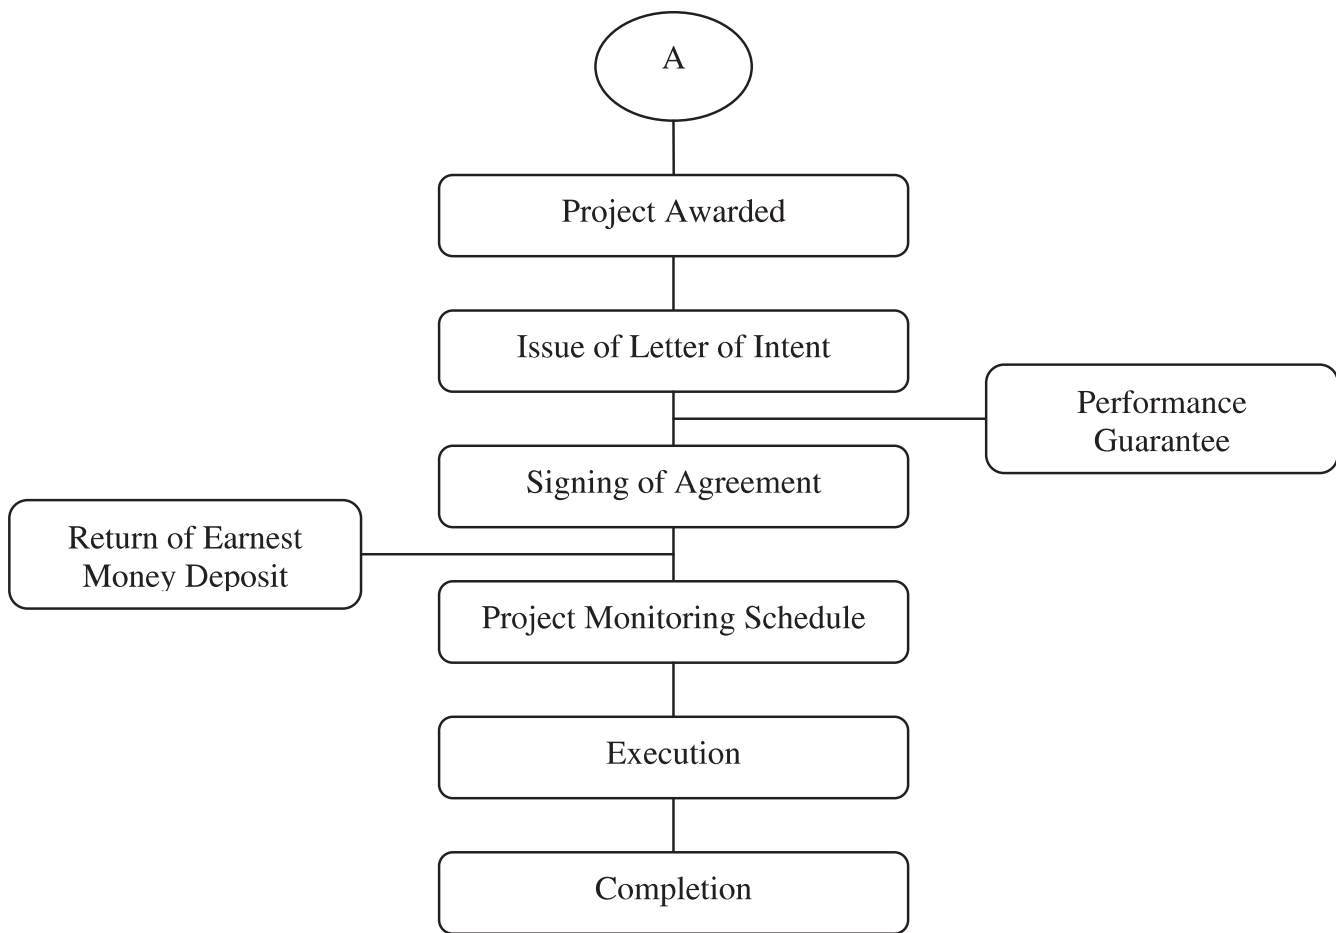 A
Project Awarded
Issue of Letter of Intent
Performance
Guarantee
Signing of Agreement
Return of Earnest
Money Deposit
Project Monitoring Schedule
Execution
Completion